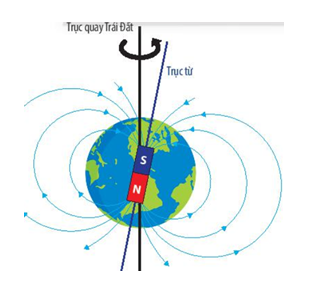 Trục quay Trái Đất
Trục từ
S
N